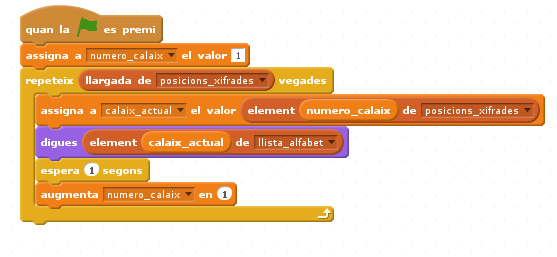 quan la es premi
assigna a numero_calaix el valor 1
repeteix llargada de posicions_xifrades vegades
assigna a calaix_actual el valor element numero_calaix de posicions_xifrades
digues element calaix_actual de llista_alfabet
espera 1 segons
augmenta numero_calaix en 1